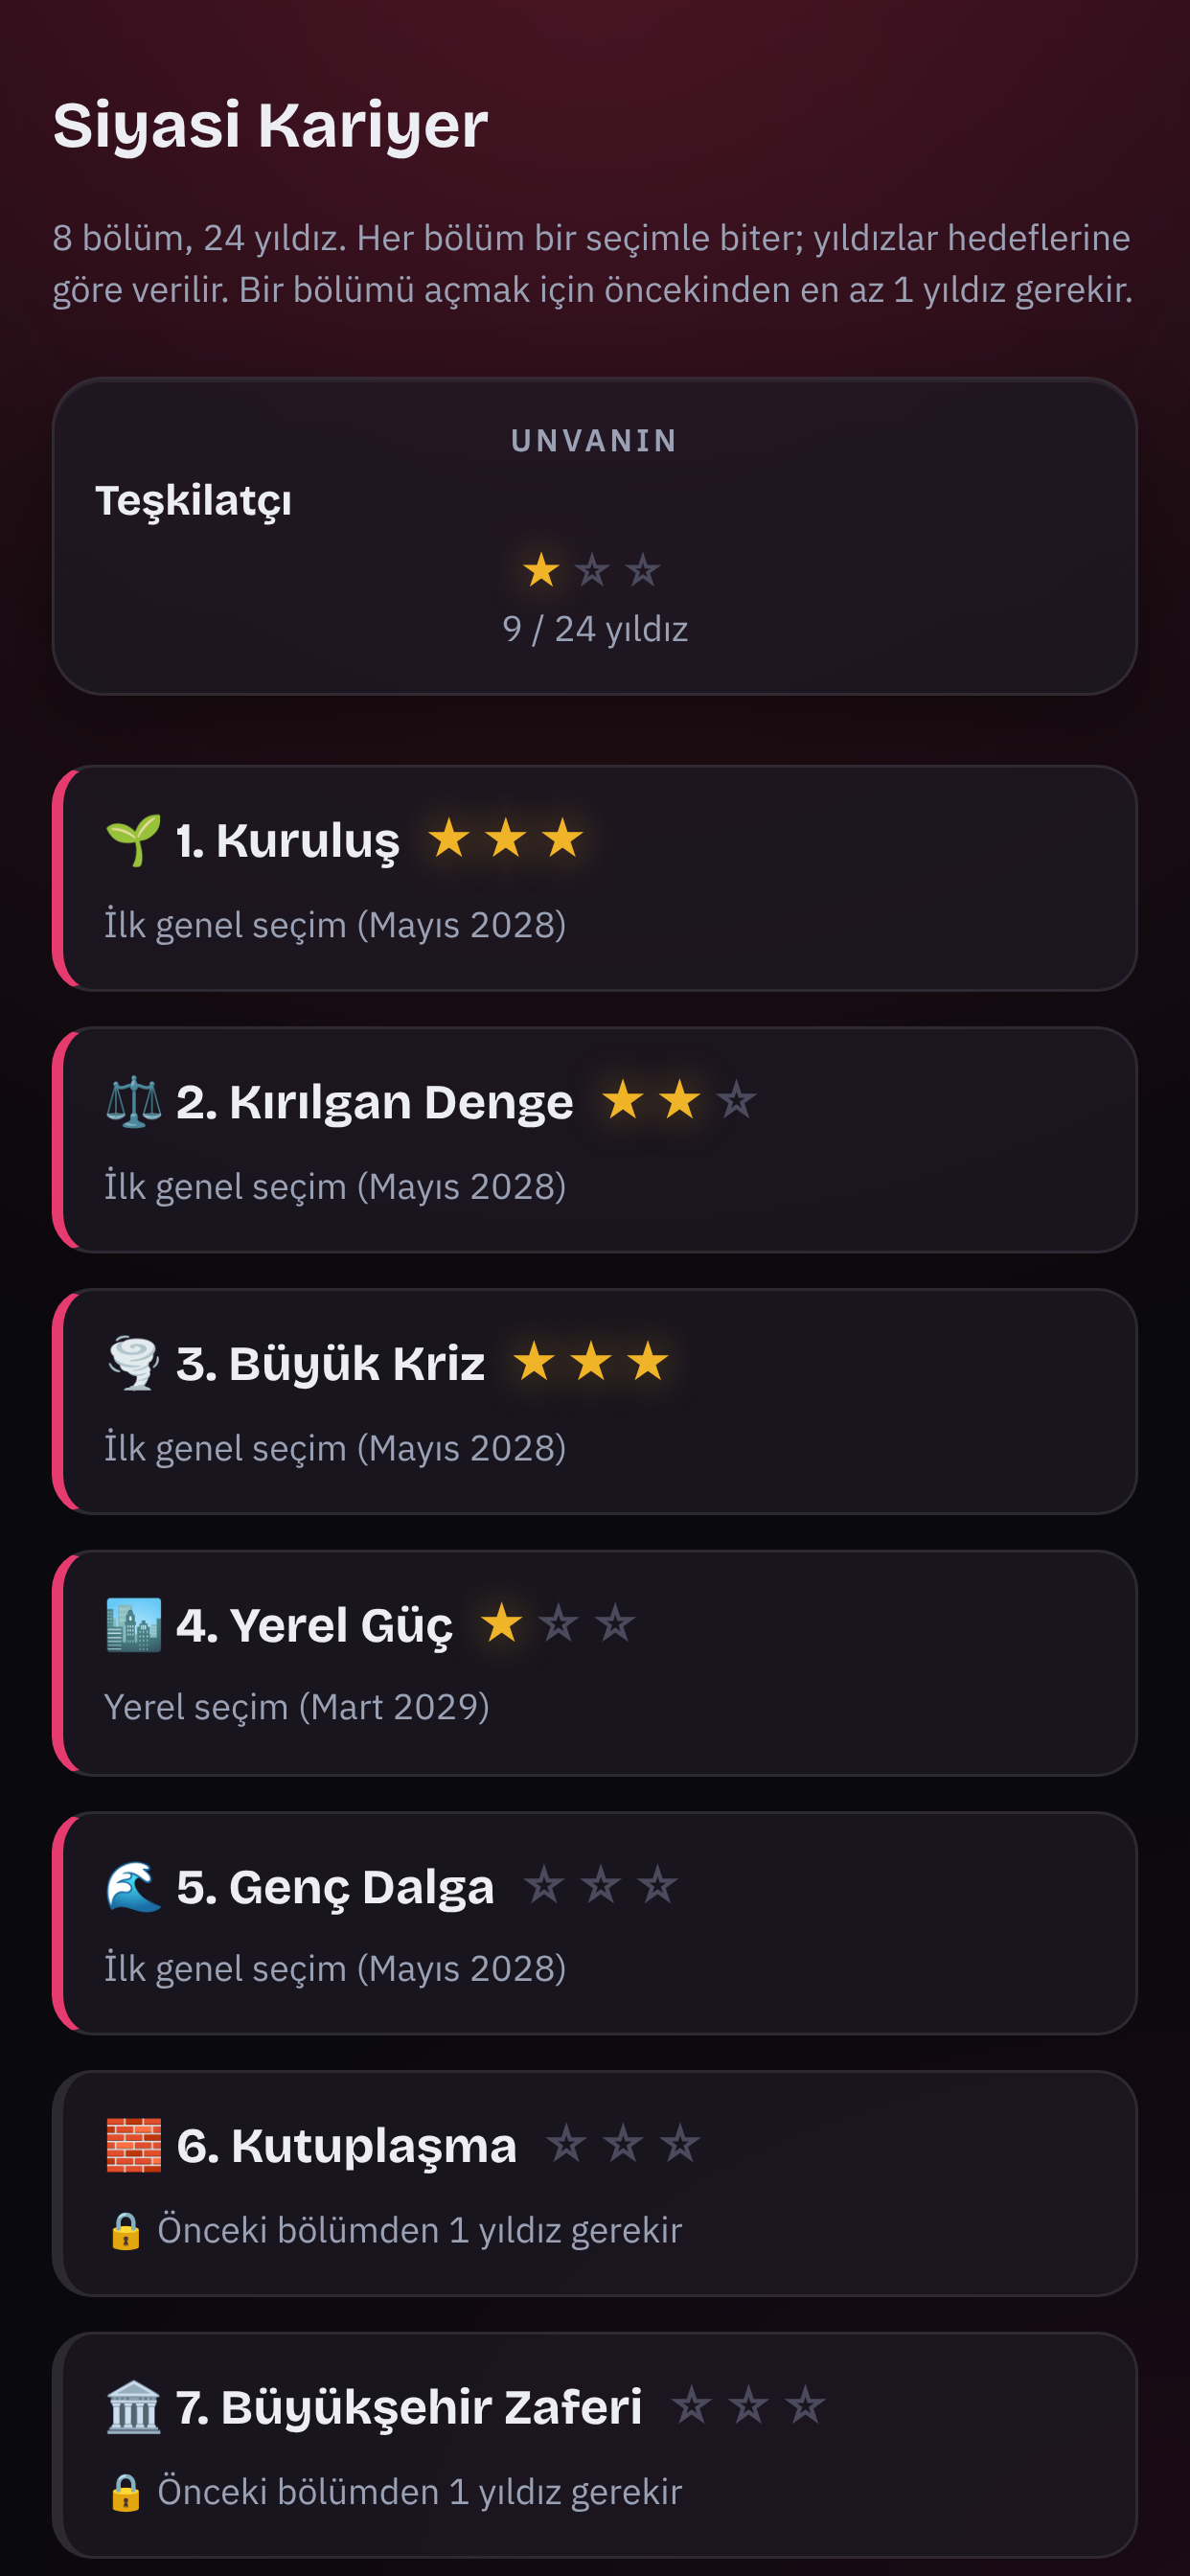 Siyasi Kariyer
8 bölüm, 24 yıldız. Her bölüm bir seçimle biter; yıldızlar hedeflerine
göre verilir. Bir bölümü açmak için öncekinden en az 1 yıldız gerekir.
UNVANIN
Teşkilatçı
★☆☆
9 / 24 yıldız
🌱 1. Kuruluş ★★★
İlk genel seçim (Mayıs 2028)
⚖️ 2. Kırılgan Denge ★★☆
İlk genel seçim (Mayıs 2028)
🌪️ 3. Büyük Kriz ★★★
İlk genel seçim (Mayıs 2028)
🏙️ 4. Yerel Güç ★☆☆
Yerel seçim (Mart 2029)
🌊 5. Genç Dalga ☆☆☆
İlk genel seçim (Mayıs 2028)
🧱 6. Kutuplaşma ☆☆☆
🔒 Önceki bölümden 1 yıldız gerekir
🏛️ 7. Büyükşehir Zaferi ☆☆☆
🔒 Önceki bölümden 1 yıldız gerekir